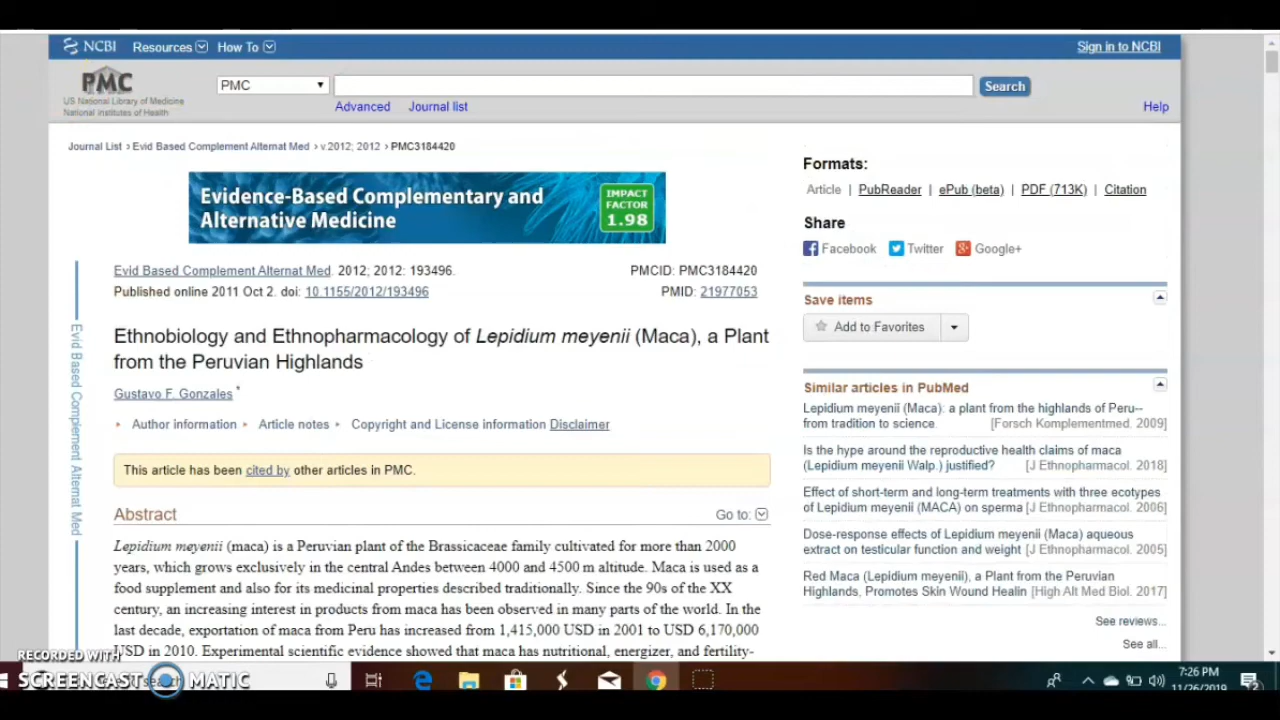 NCBI Resources How To Sign in to NCBI
PMC
US National Library of Medicine
National Institutes of Health
PMC Search
Advanced Journal list Help
Journal List > Evid Based Complement Alternat Med > v.2012; 2012 > PMC3184420
Evidence-Based Complementary and
Alternative Medicine
IMPACT
FACTOR
1.98
Evid Based Complement Alternat Med. 2012; 2012: 193496. PMCID: PMC3184420
Published online 2011 Oct 2. doi: 10.1155/2012/193496 PMID: 21977053
Evid Based Complement Alternat Med
Ethnobiology and Ethnopharmacology of Lepidium meyenii (Maca), a Plant
from the Peruvian Highlands
Gustavo F. Gonzales *
Author information Article notes Copyright and License information Disclaimer
This article has been cited by other articles in PMC.
Abstract Go to:
Lepidium meyenii (maca) is a Peruvian plant of the Brassicaceae family cultivated for more than 2000
years, which grows exclusively in the central Andes between 4000 and 4500 m altitude. Maca is used as a
food supplement and also for its medicinal properties described traditionally. Since the 90s of the XX
century, an increasing interest in products from maca has been observed in many parts of the world. In the
last decade, exportation of maca from Peru has increased from 1,415,000 USD in 2001 to USD 6,170,000
USD in 2010. Experimental scientific evidence showed that maca has nutritional, energizer, and fertility-
Formats:
Article | PubReader | ePub (beta) | PDF (713K) | Citation
Share
Facebook Twitter Google+
Save items
Add to Favorites
Similar articles in PubMed
Lepidium meyenii (Maca): a plant from the highlands of Peru--
from tradition to science. [Forsch Komplementmed. 2009]
Is the hype around the reproductive health claims of maca
(Lepidium meyenii Walp.) justified? [J Ethnopharmacol. 2018]
Effect of short-term and long-term treatments with three ecotypes
of Lepidium meyenii (MACA) on sperma [J Ethnopharmacol. 2006]
Dose-response effects of Lepidium meyenii (Maca) aqueous
extract on testicular function and weight [J Ethnopharmacol. 2005]
Red Maca (Lepidium meyenii), a Plant from the Peruvian
Highlands, Promotes Skin Wound Healin [High Alt Med Biol. 2017]
See reviews...
See all...
RECORDED WITH
SCREENCAST MATIC
7:26 PM
11/26/2019